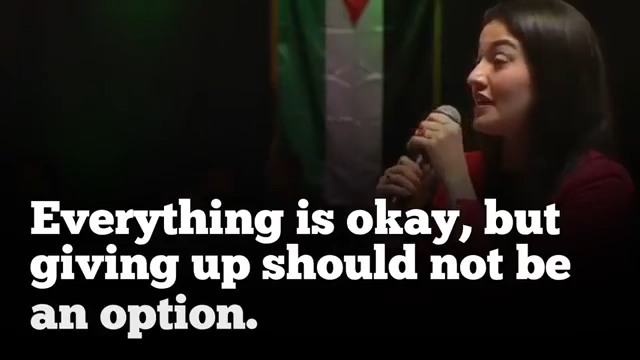 Everything is okay, but
giving up should not be
an option.